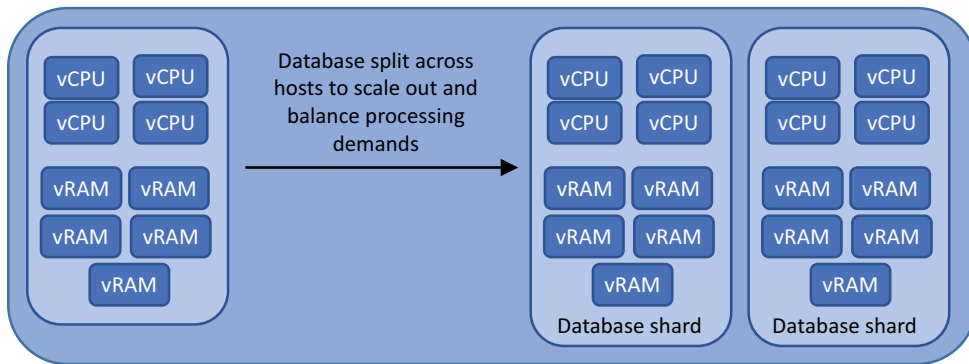 vCPU vCPU
vCPU vCPU
vRAM vRAM
vRAM vRAM
vRAM
Database split across
hosts to scale out and
balance processing
demands
vCPU vCPU
vCPU vCPU
vRAM vRAM
vRAM vRAM
vRAM
Database shard
vCPU vCPU
vCPU vCPU
vRAM vRAM
vRAM vRAM
vRAM
Database shard